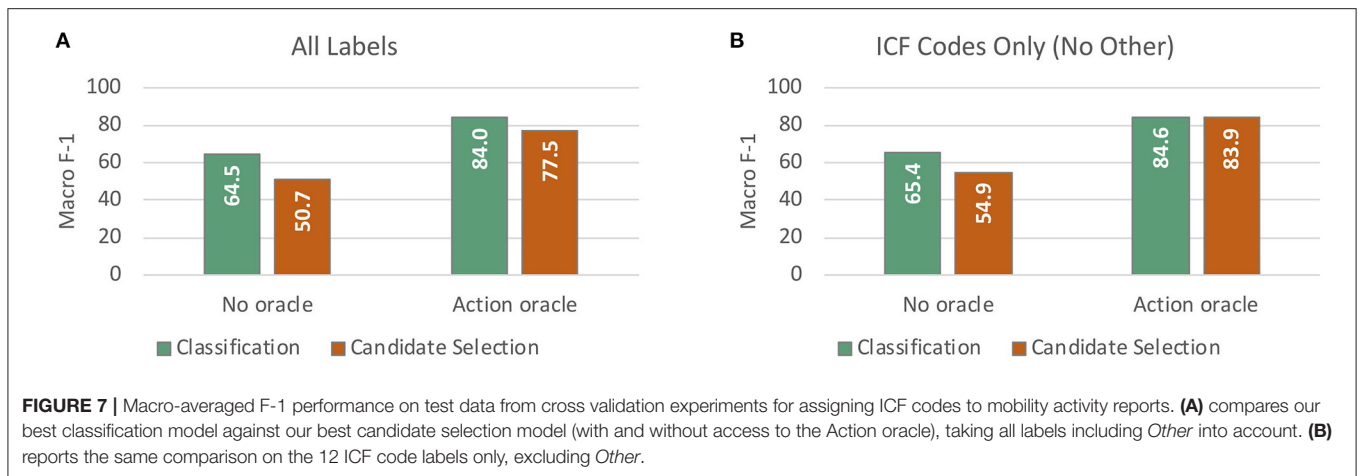 A
All Labels
Macro F-1
100
80
60
40
20
0
64.5
50.7
84.0
77.5
No oracle
Action oracle
Classification
Candidate Selection
B
ICF Codes Only (No Other)
Macro F-1
100
80
60
40
20
0
65.4
54.9
84.6
83.9
No oracle
Action oracle
Classification
Candidate Selection
FIGURE 7 | Macro-averaged F-1 performance on test data from cross validation experiments for assigning ICF codes to mobility activity reports. (A) compares our
best classification model against our best candidate selection model (with and without access to the Action oracle), taking all labels including Other into account. (B)
reports the same comparison on the 12 ICF code labels only, excluding Other.